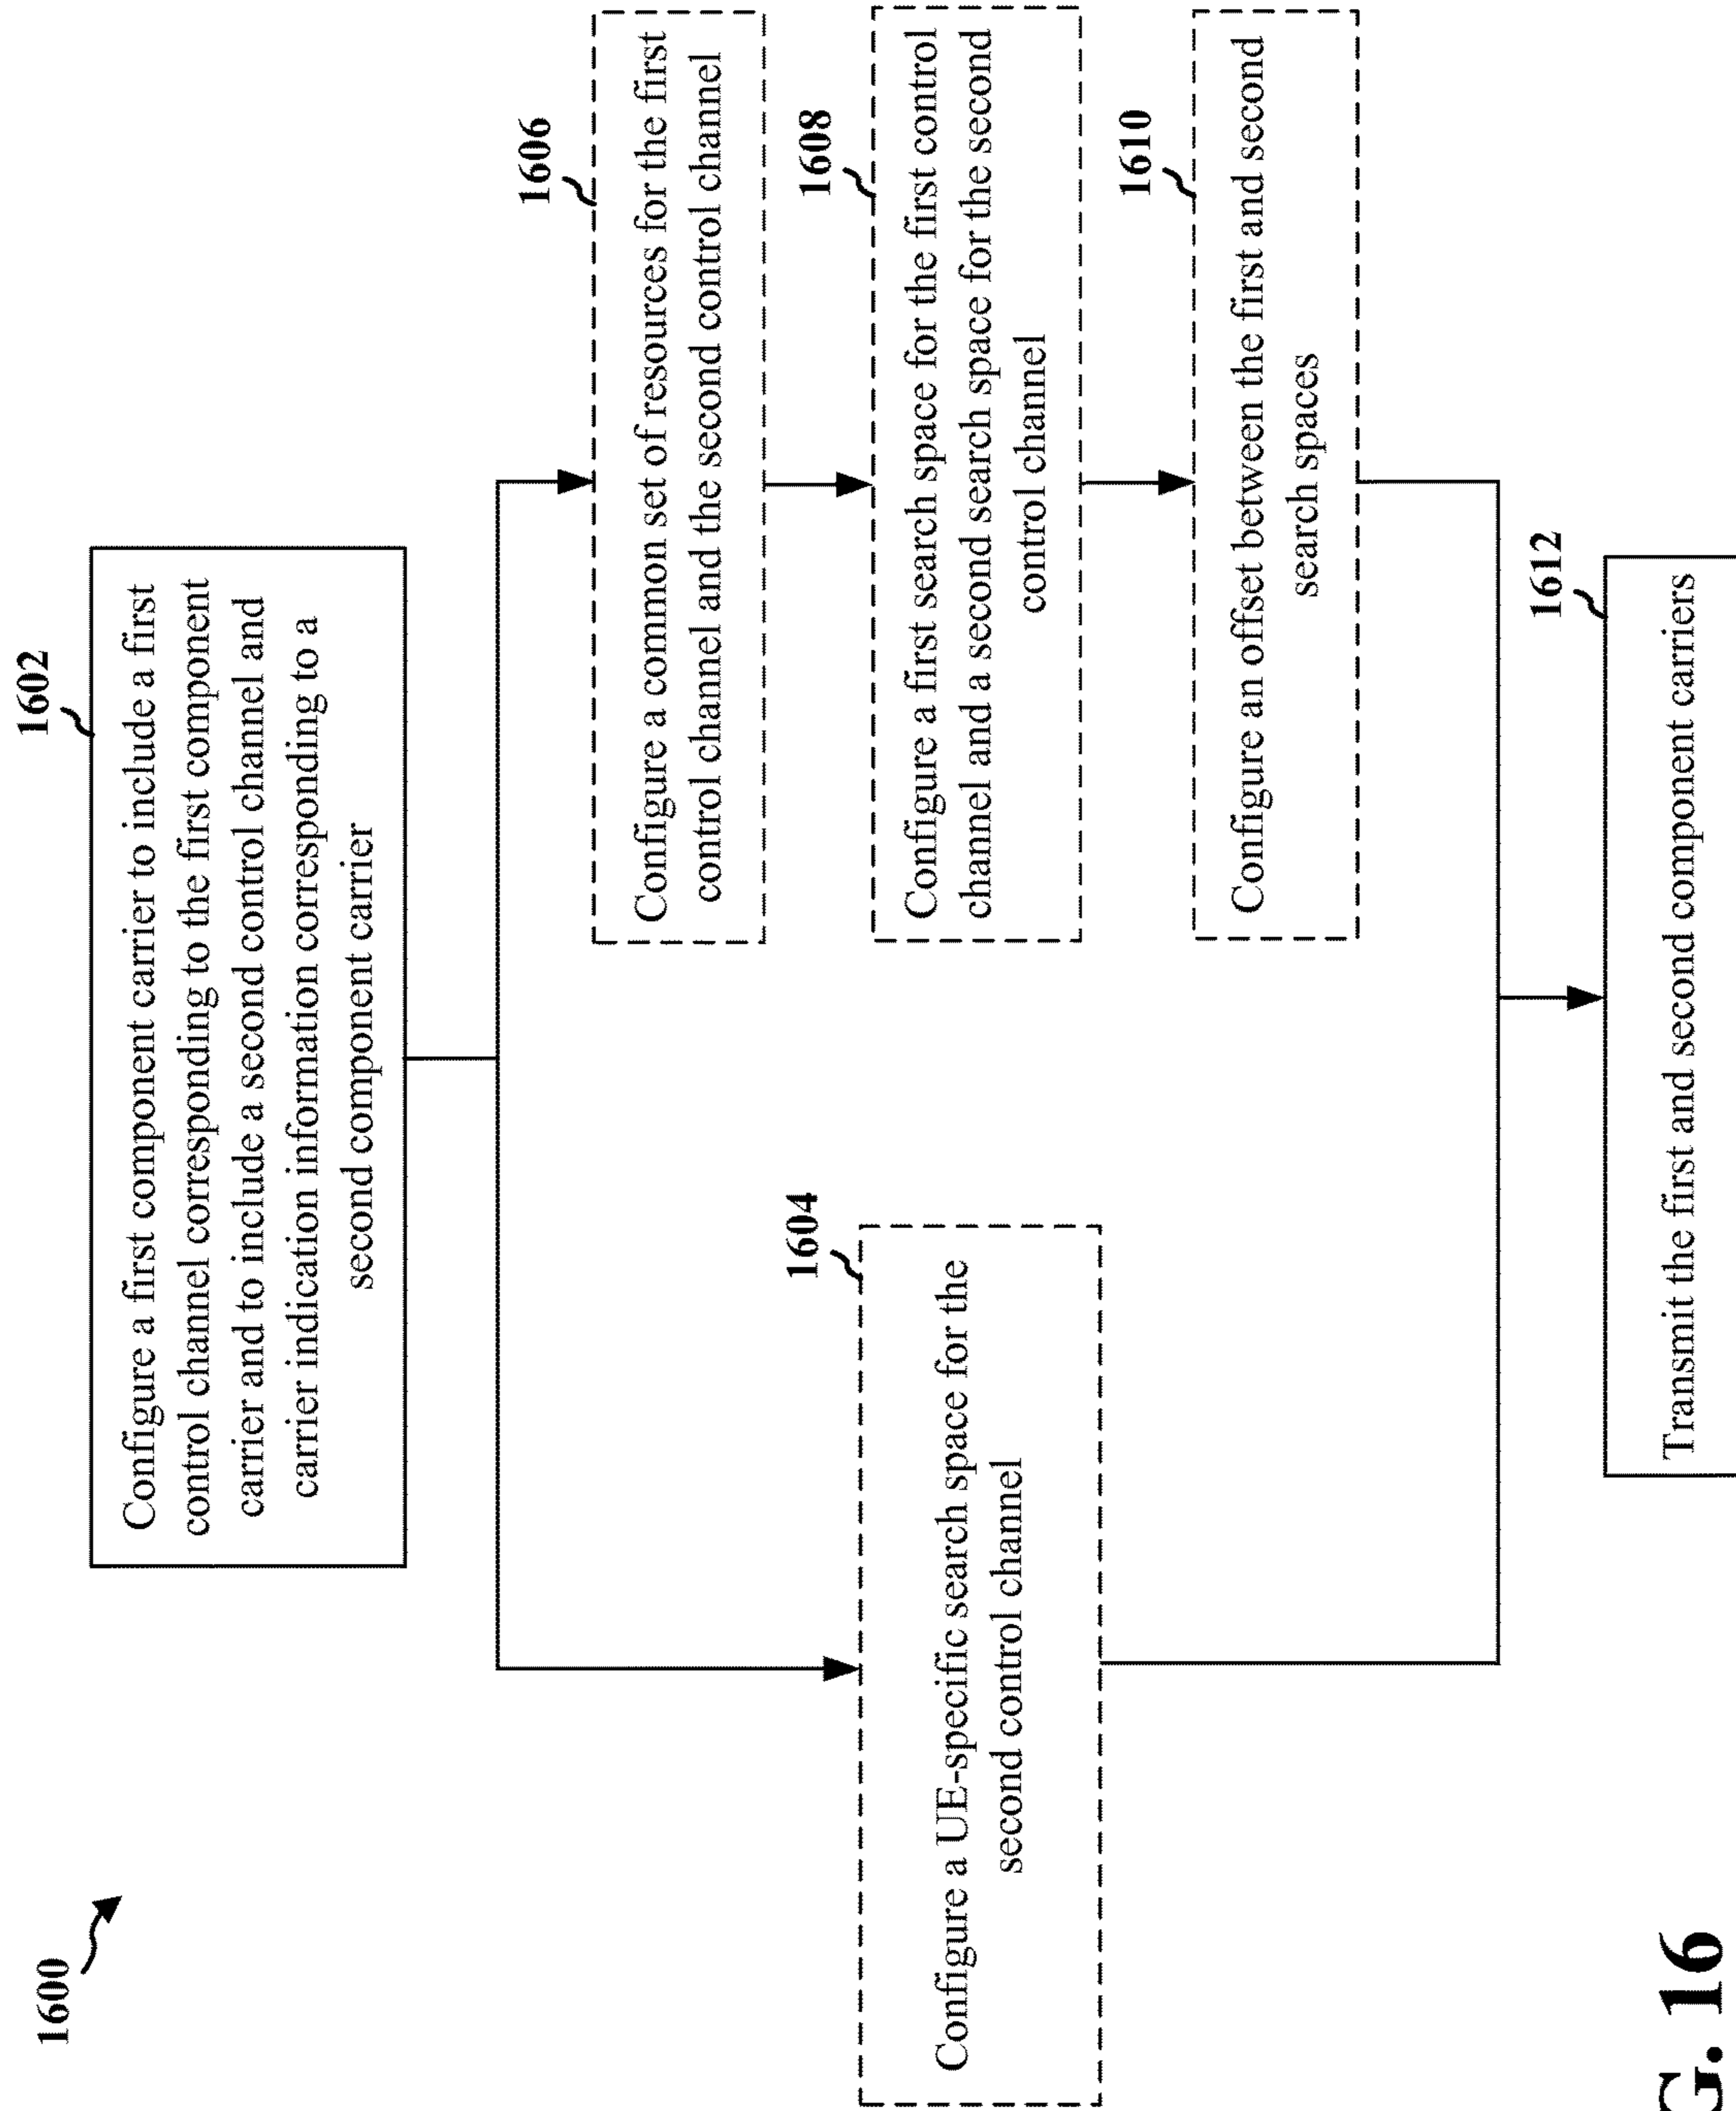 1600
1602
Configure a first component carrier to include a first
control channel corresponding to the first component
carrier and to include a second control channel and
carrier indication information corresponding to a
second component carrier
1604
Configure a UE-specific search space for the
second control channel
1606
Configure a common set of resources for the first
control channel and the second control channel
1608
Configure a first search space for the first control
channel and a second search space for the second
control channel
1610
Configure an offset between the first and second
search spaces
1612
Transmit the first and second component carriers
G. 16